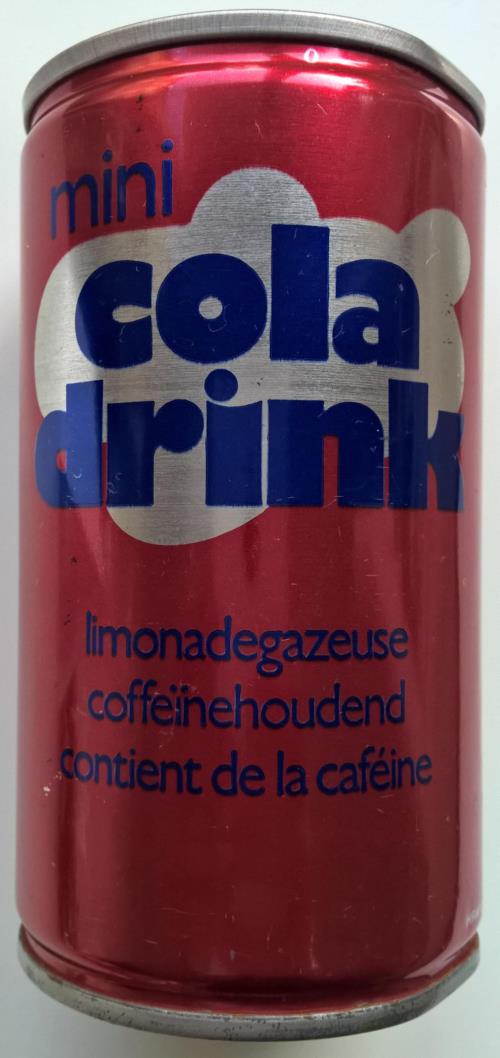 mini
cola
drink
limonadegazeuse
coffeïnehoudend
contient de la caféine